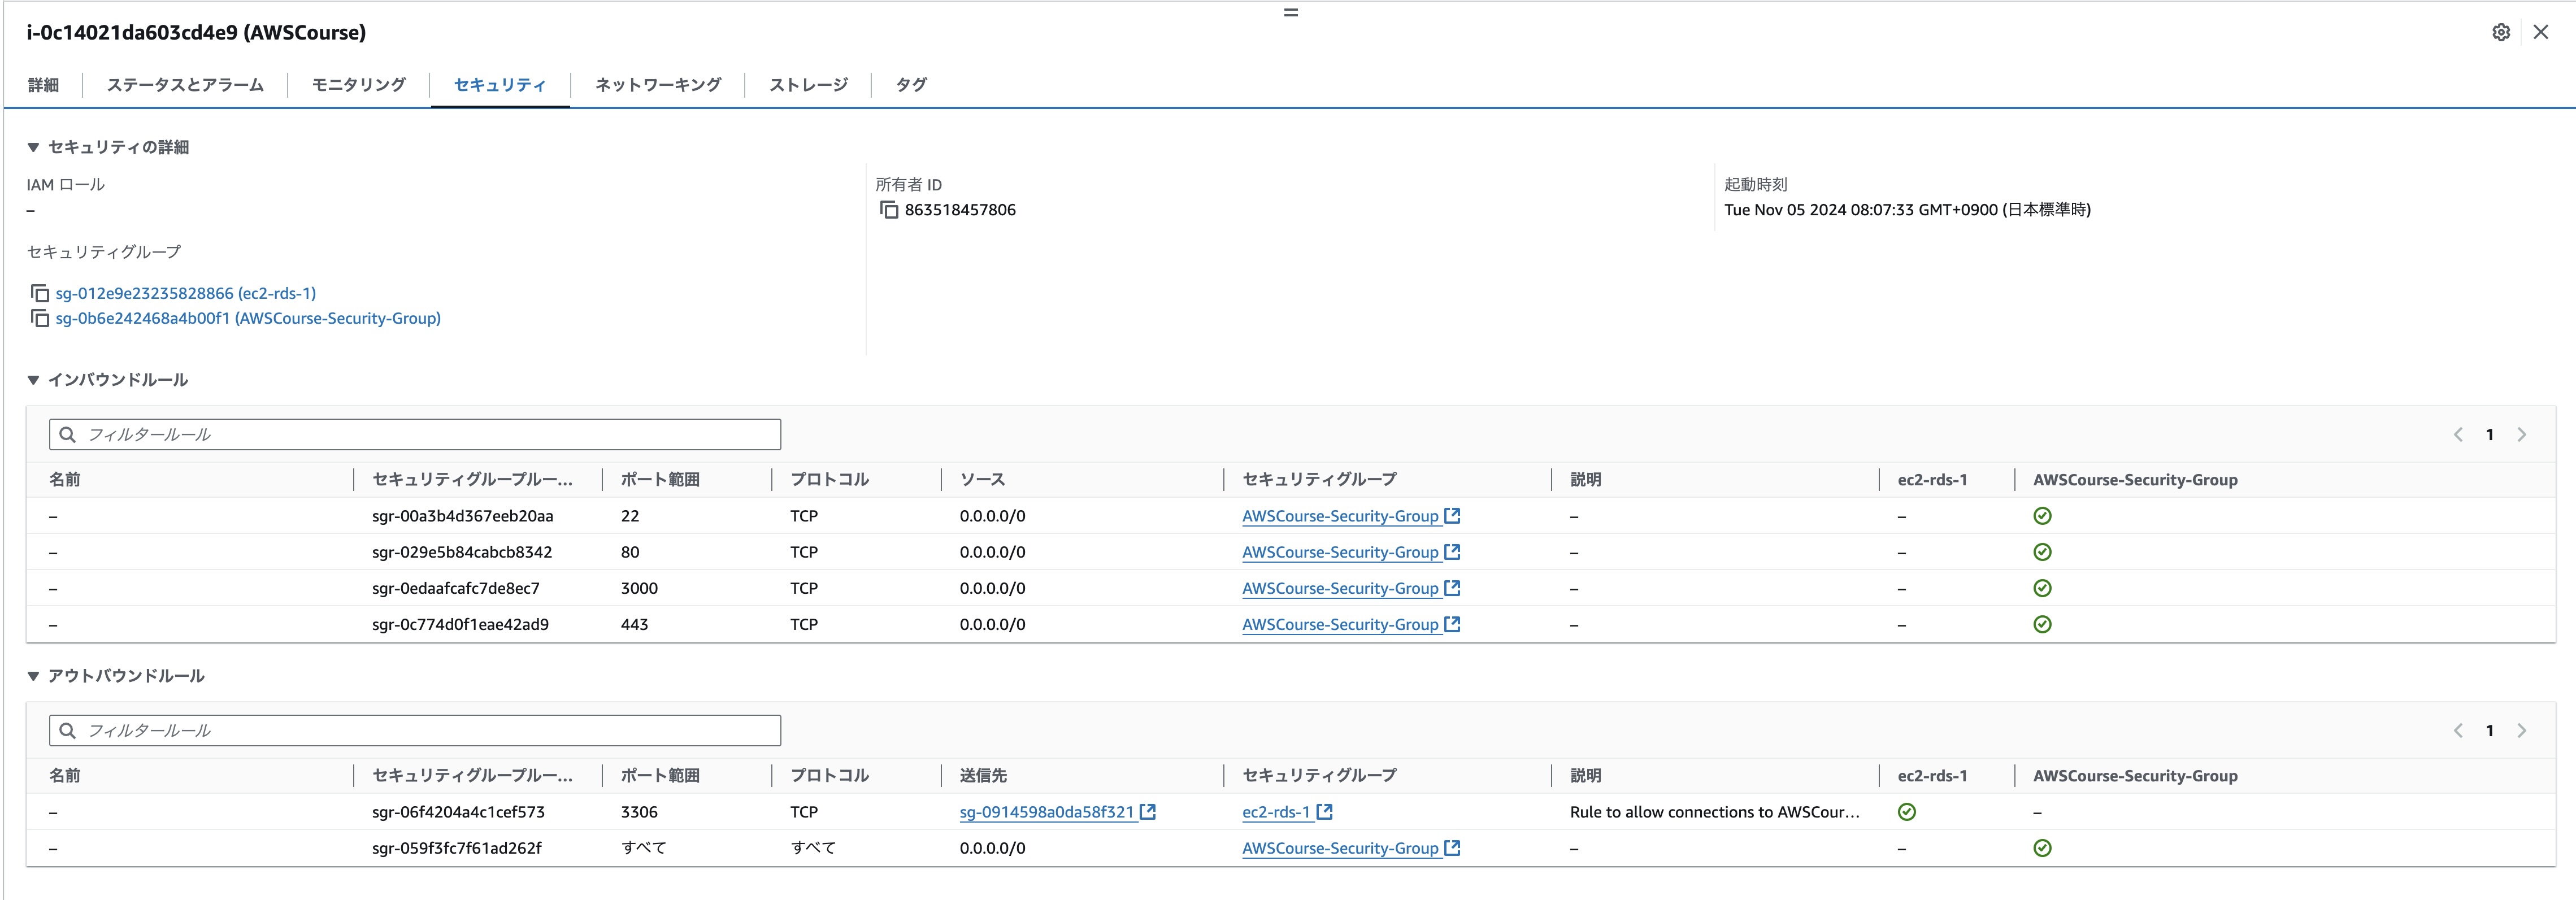 i-0c14021da603cd4e9 (AWSCourse)
詳細 ステータスとアラーム モニタリング セキュリティ ネットワーキング ストレージ タグ
▼ セキュリティの詳細
IAM ロール 所有者 ID 起動時刻
– 863518457806 Tue Nov 05 2024 08:07:33 GMT+0900 (日本標準時)
セキュリティグループ
sg-012e9e23235828866 (ec2-rds-1)
sg-0b6e242468a4b00f1 (AWSCourse-Security-Group)
▼ インバウンドルール
フィルタールール 1
名前 セキュリティグループルー... ポート範囲 プロトコル ソース セキュリティグループ 説明 ec2-rds-1 AWSCourse-Security-Group
– sgr-00a3b4d367eeb20aa 22 TCP 0.0.0.0/0 AWSCourse-Security-Group – –
– sgr-029e5b84cabcb8342 80 TCP 0.0.0.0/0 AWSCourse-Security-Group – –
– sgr-0edaafcafc7de8ec7 3000 TCP 0.0.0.0/0 AWSCourse-Security-Group – –
– sgr-0c774d0f1eae42ad9 443 TCP 0.0.0.0/0 AWSCourse-Security-Group – –
▼ アウトバウンドルール
フィルタールール 1
名前 セキュリティグループルー... ポート範囲 プロトコル 送信先 セキュリティグループ 説明 ec2-rds-1 AWSCourse-Security-Group
– sgr-06f4204a4c1cef573 3306 TCP sg-0914598a0da58f321 ec2-rds-1 Rule to allow connections to AWSCour... –
– sgr-059f3fc7f61ad262f すべて すべて 0.0.0.0/0 AWSCourse-Security-Group – –